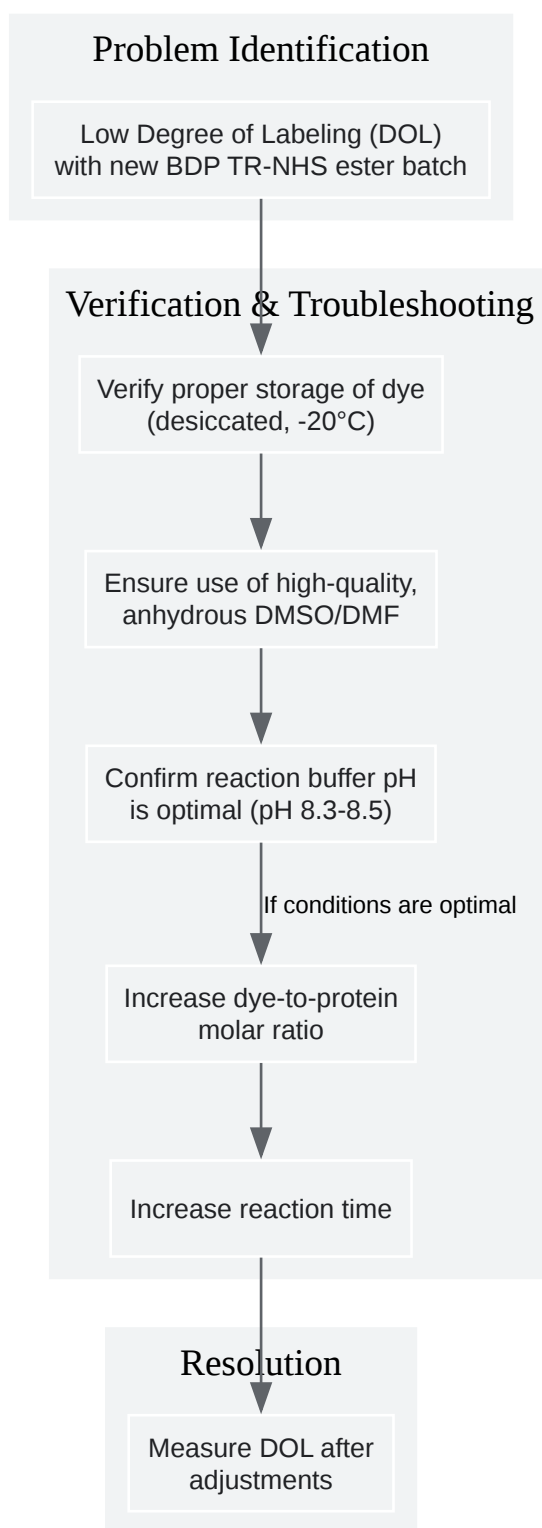 Problem Identification
Low Degree of Labeling (DOL)
with new BDP TR-NHS ester batch
Verification & Troubleshooting
Verify proper storage of dye
(desiccated, -20°C)
Ensure use of high-quality,
anhydrous DMSO/DMF
Confirm reaction buffer pH
is optimal (pH 8.3-8.5)
If conditions are optimal
Increase dye-to-protein
molar ratio
Increase reaction time
Resolution
Measure DOL after
adjustments